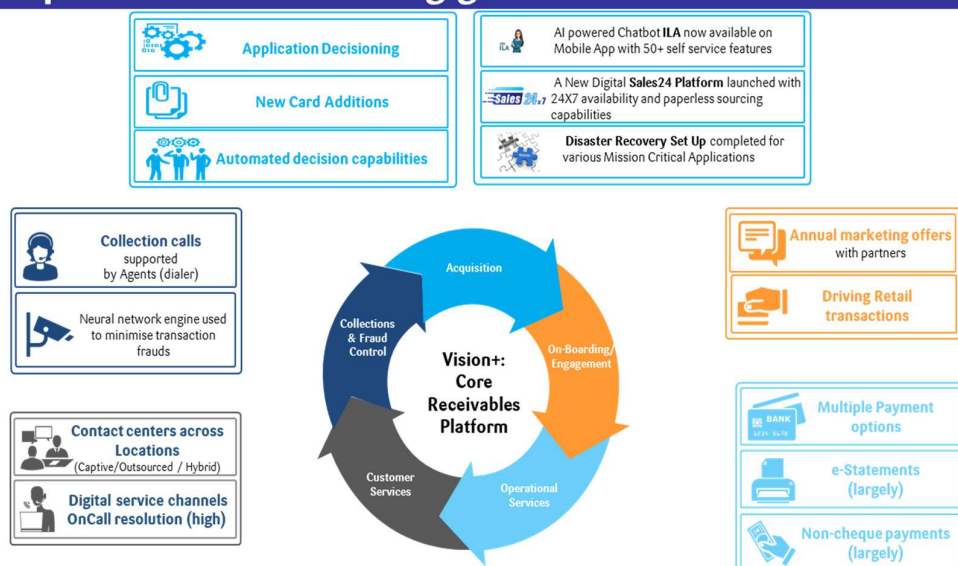 Application Decisioning
New Card Additions
Automated decision capabilities
ILA
AI powered Chatbot ILA now available on
Mobile App with 50+ self service features
Sales 24x7
A New Digital Sales24 Platform launched with
24X7 availability and paperless sourcing
capabilities
Disaster Recovery Set Up completed for
various Mission Critical Applications
Collection calls
supported
by Agents (dialer)
Neural network engine used
to minimise transaction
frauds
Contact centers across
Locations
(Captive/Outsourced / Hybrid)
Digital service channels
OnCall resolution (high)
Acquisition
On-Boarding/
Engagement
Operational
Services
Customer
Services
Collections
& Fraud
Control
Vision+:
Core
Receivables
Platform
Annual marketing offers
with partners
Driving Retail
transactions
BANK
Multiple Payment
options
e-Statements
(largely)
Non-cheque payments
(largely)